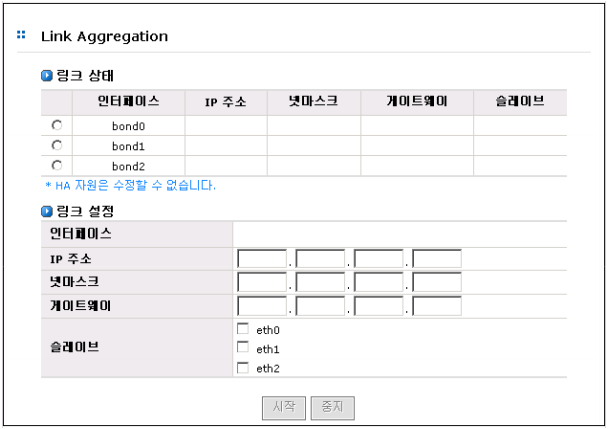 Link Aggregation
링크 상태
인터페이스 IP 주소 넷마스크 게이트웨이 슬레이브
bond0
bond1
bond2
* HA 자원은 수정할 수 없습니다.
링크 설정
인터페이스
IP 주소 . . .
넷마스크 . . .
게이트웨이 . . .
슬레이브
eth0
eth1
eth2
시작 중지